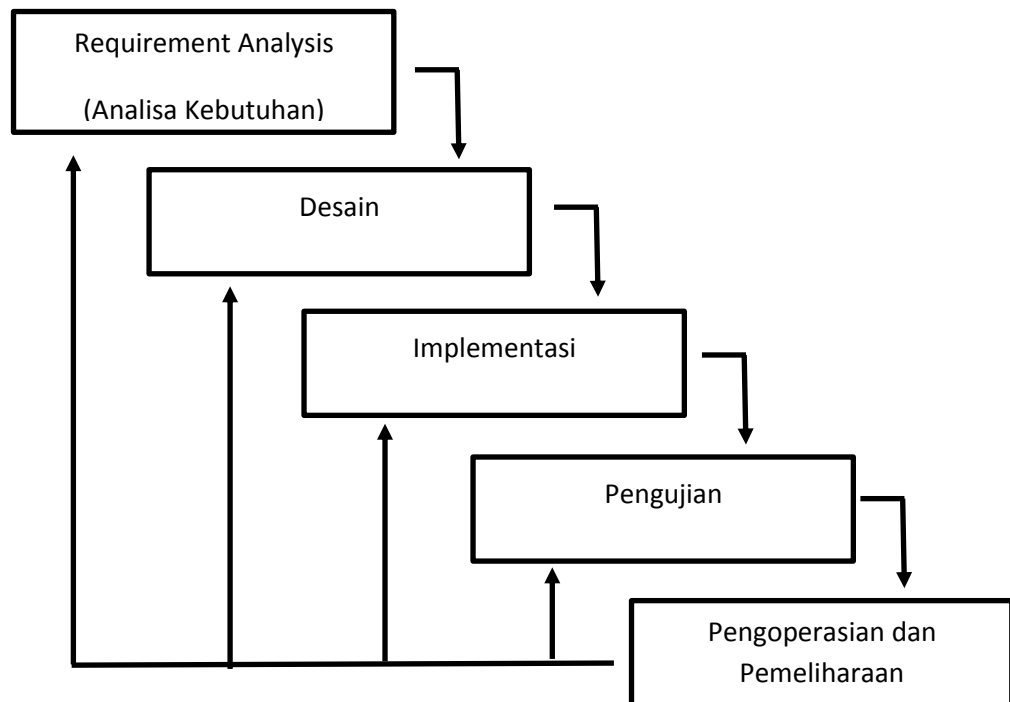 Requirement Analysis
(Analisa Kebutuhan)
Desain
Implementasi
Pengujian
Pengoperasian dan
Pemeliharaan